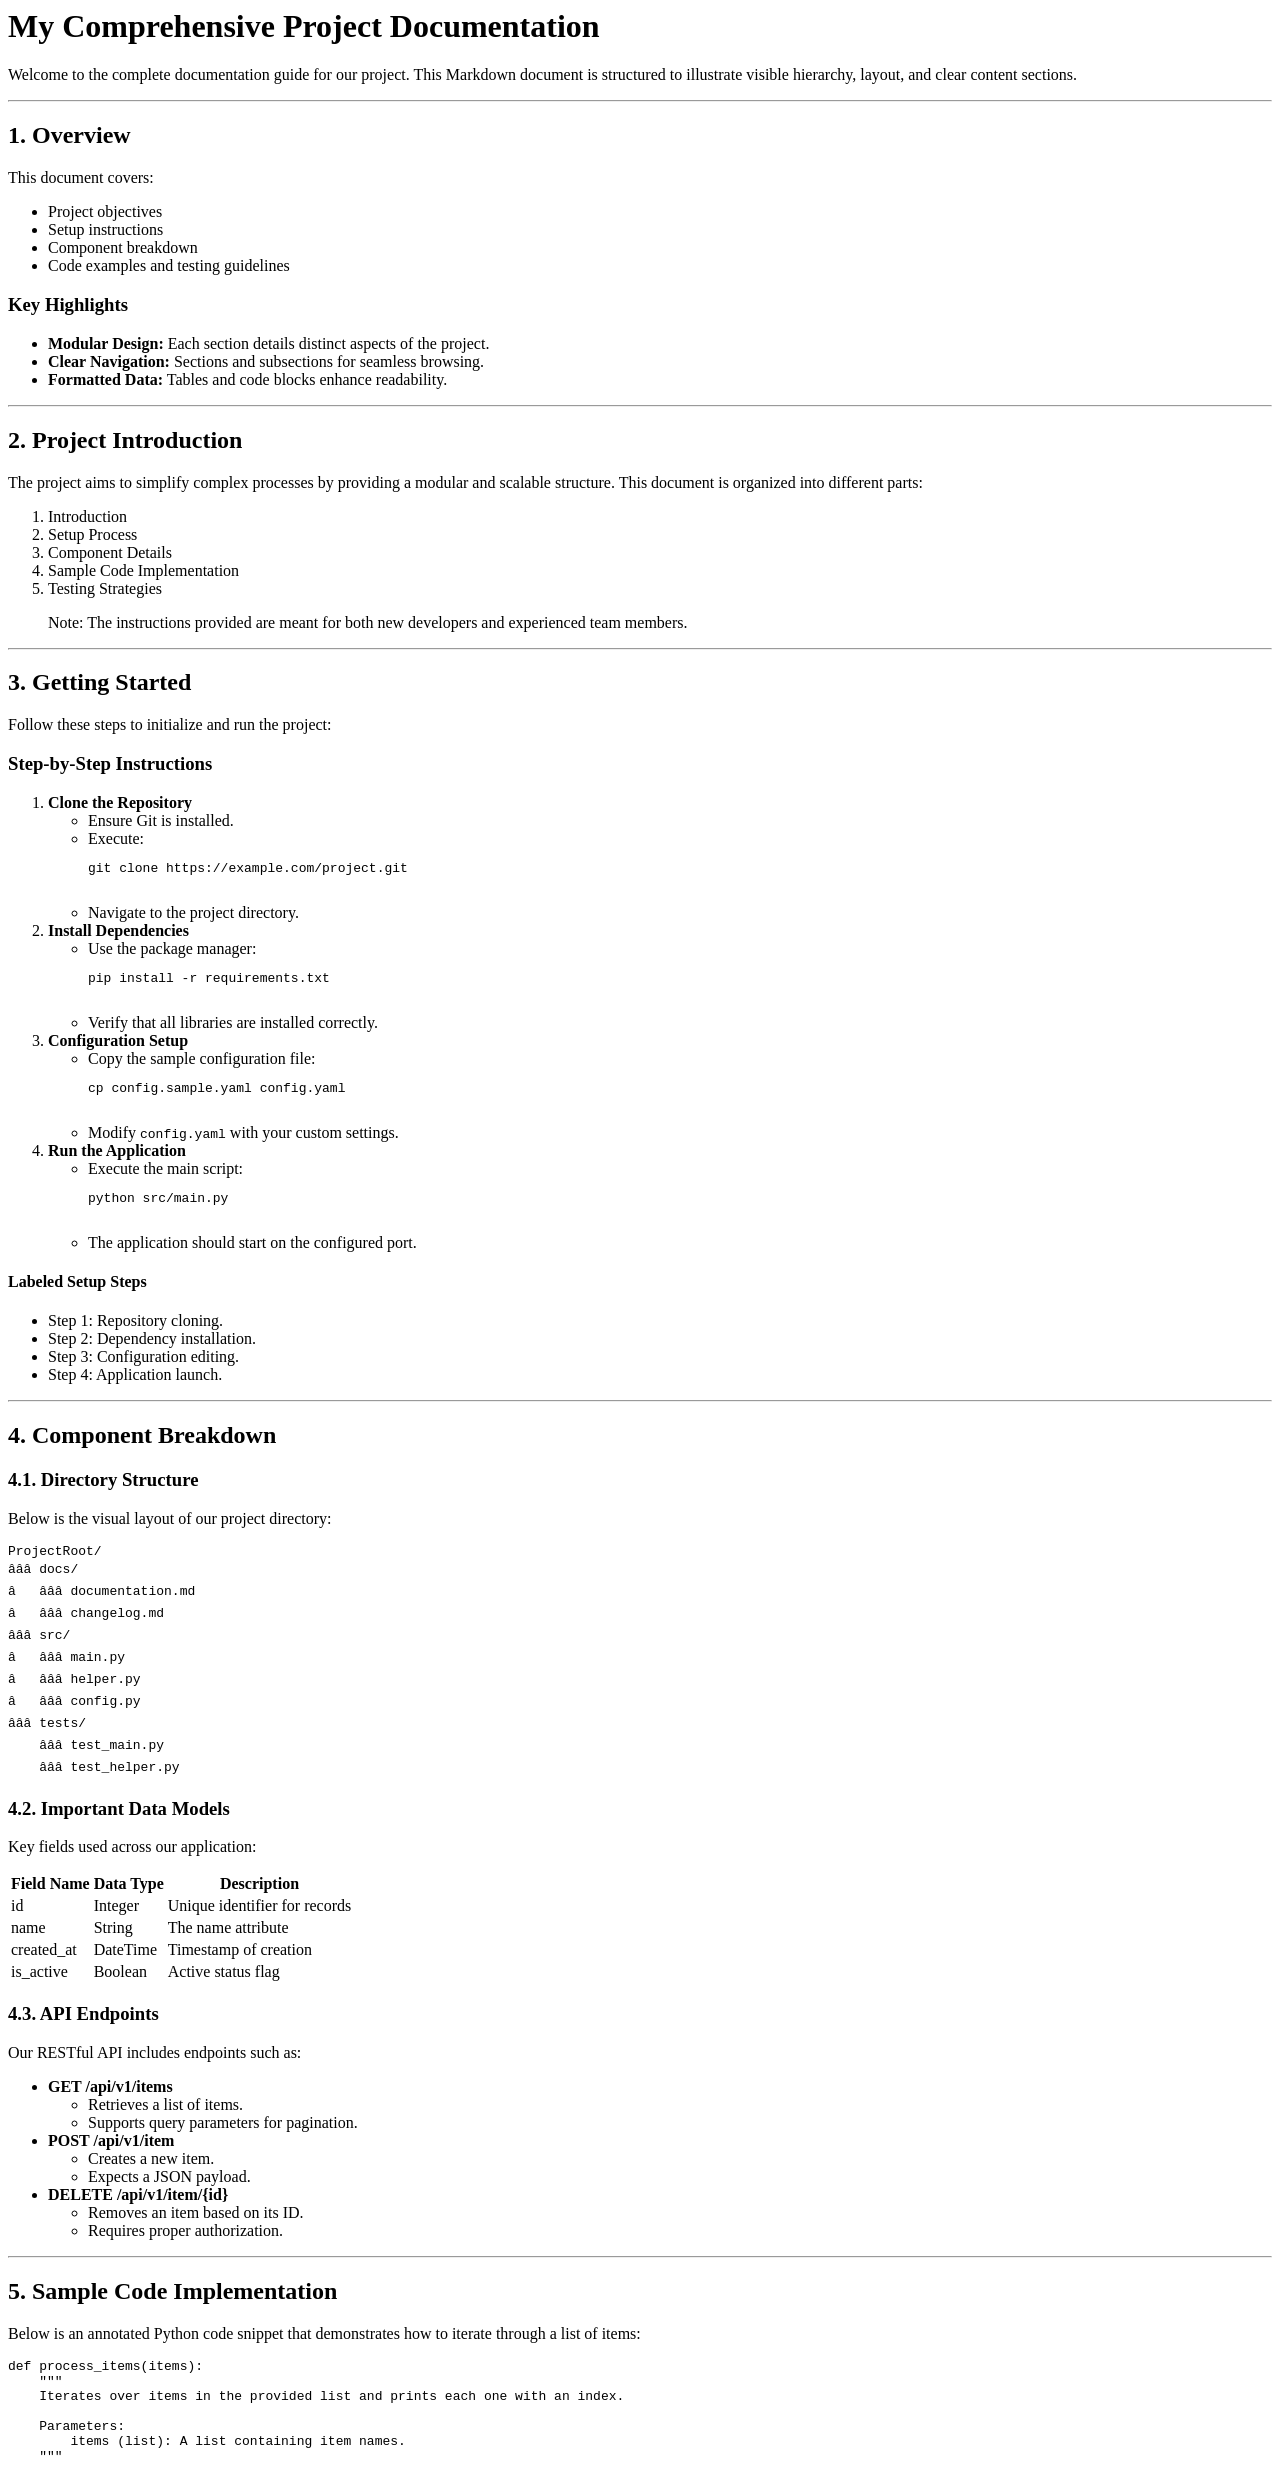 My Comprehensive Project Documentation
Welcome to the complete documentation guide for our project. This Markdown document is structured to illustrate visible hierarchy, layout, and clear content sections.
1. Overview
This document covers:
• Project objectives
• Setup instructions
• Component breakdown
• Code examples and testing guidelines
Key Highlights
• Modular Design: Each section details distinct aspects of the project.
• Clear Navigation: Sections and subsections for seamless browsing.
• Formatted Data: Tables and code blocks enhance readability.
2. Project Introduction
The project aims to simplify complex processes by providing a modular and scalable structure. This document is organized into different parts:
1. Introduction
2. Setup Process
3. Component Details
4. Sample Code Implementation
5. Testing Strategies
Note: The instructions provided are meant for both new developers and experienced team members.
3. Getting Started
Follow these steps to initialize and run the project:
Step-by-Step Instructions
1. Clone the Repository
◦ Ensure Git is installed.
◦ Execute:
git clone https://example.com/project.git
◦ Navigate to the project directory.
2. Install Dependencies
◦ Use the package manager:
pip install -r requirements.txt
◦ Verify that all libraries are installed correctly.
3. Configuration Setup
◦ Copy the sample configuration file:
cp config.sample.yaml config.yaml
◦ Modify config.yaml with your custom settings.
4. Run the Application
◦ Execute the main script:
python src/main.py
◦ The application should start on the configured port.
Labeled Setup Steps
• Step 1: Repository cloning.
• Step 2: Dependency installation.
• Step 3: Configuration editing.
• Step 4: Application launch.
4. Component Breakdown
4.1. Directory Structure
Below is the visual layout of our project directory:
ProjectRoot/
âââ docs/
â   âââ documentation.md
â   âââ changelog.md
âââ src/
â   âââ main.py
â   âââ helper.py
â   âââ config.py
âââ tests/
    âââ test_main.py
    âââ test_helper.py
4.2. Important Data Models
Key fields used across our application:
Field Name Data Type Description
id Integer Unique identifier for records
name String The name attribute
created_at DateTime Timestamp of creation
is_active Boolean Active status flag
4.3. API Endpoints
Our RESTful API includes endpoints such as:
• GET /api/v1/items
◦ Retrieves a list of items.
◦ Supports query parameters for pagination.
• POST /api/v1/item
◦ Creates a new item.
◦ Expects a JSON payload.
• DELETE /api/v1/item/{id}
◦ Removes an item based on its ID.
◦ Requires proper authorization.
5. Sample Code Implementation
Below is an annotated Python code snippet that demonstrates how to iterate through a list of items:
def process_items(items):
    """
    Iterates over items in the provided list and prints each one with an index.
    Parameters:
        items (list): A list containing item names.
    """